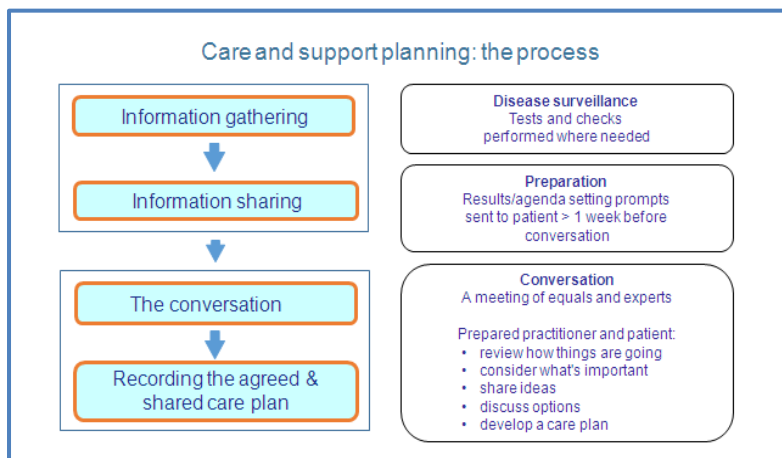 Care and support planning: the process
Information gathering
Information sharing
The conversation
Recording the agreed &
shared care plan
Disease surveillance
Tests and checks
performed where needed
Preparation
Results/agenda setting prompts
sent to patient > 1 week before
conversation
Conversation
A meeting of equals and experts
Prepared practitioner and patient:
• review how things are going
• consider what's important
• share ideas
• discuss options
• develop a care plan